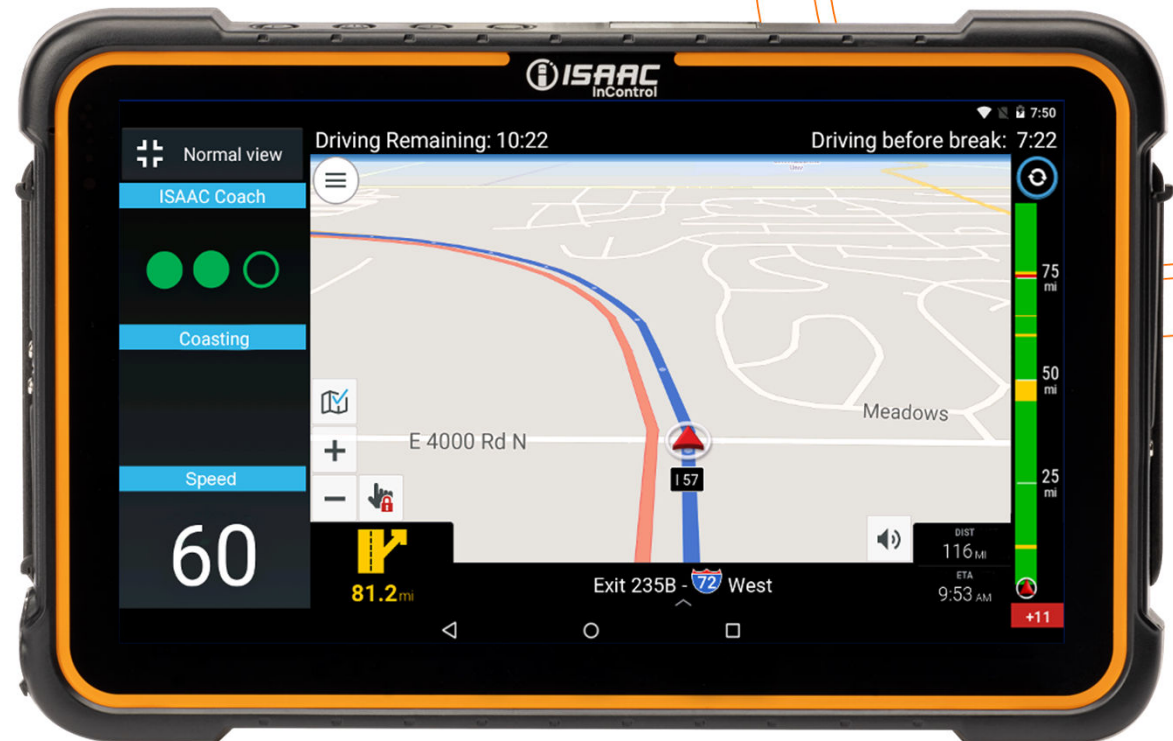 ISAAC
InControl
7:50
Normal view
Driving Remaining: 10:22
Driving before break: 7:22
ISAAC Coach
75
mi
Coasting
50
mi
Meadows
E 4000 Rd N
Speed
I 57
25
mi
60
81.2mi
Exit 235B - 72 West
DIST
116 MI
ETA
9:53 AM
+11